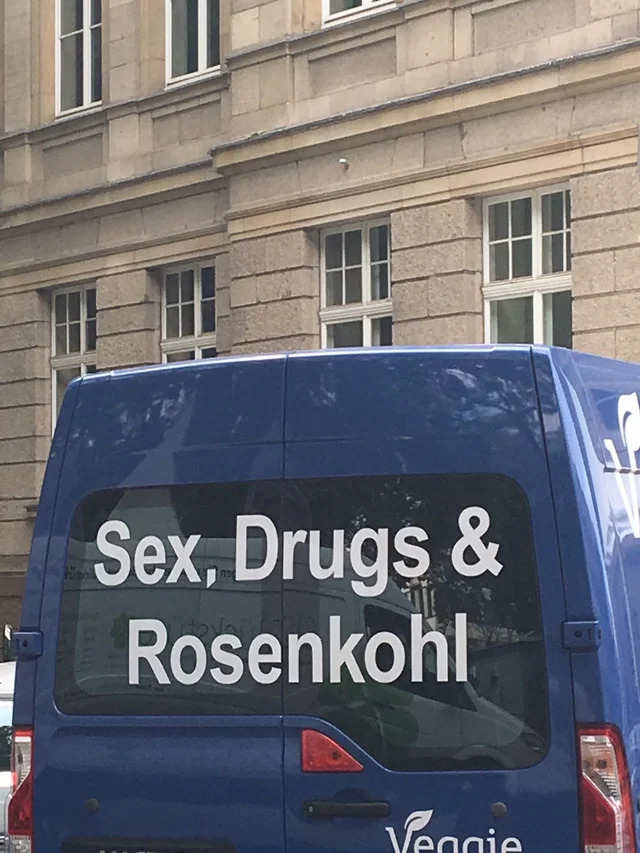 Sex, Drugs &
Rosenkohl
Veggie